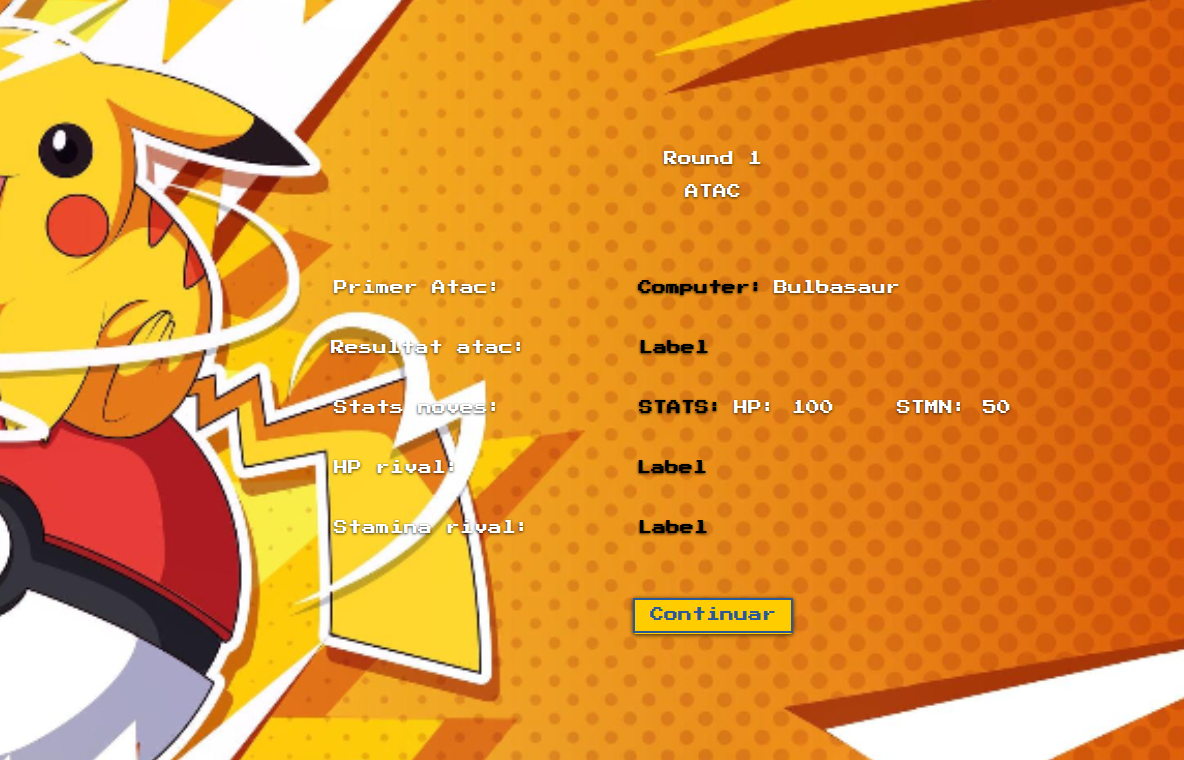 Round 1
ATAC
Primer Atac: Computer: Bulbasaur
Resultat atac: Label
Stats noves: STATS: HP: 100 STMN: 50
HP rival: Label
Stamina rival: Label
Continuar